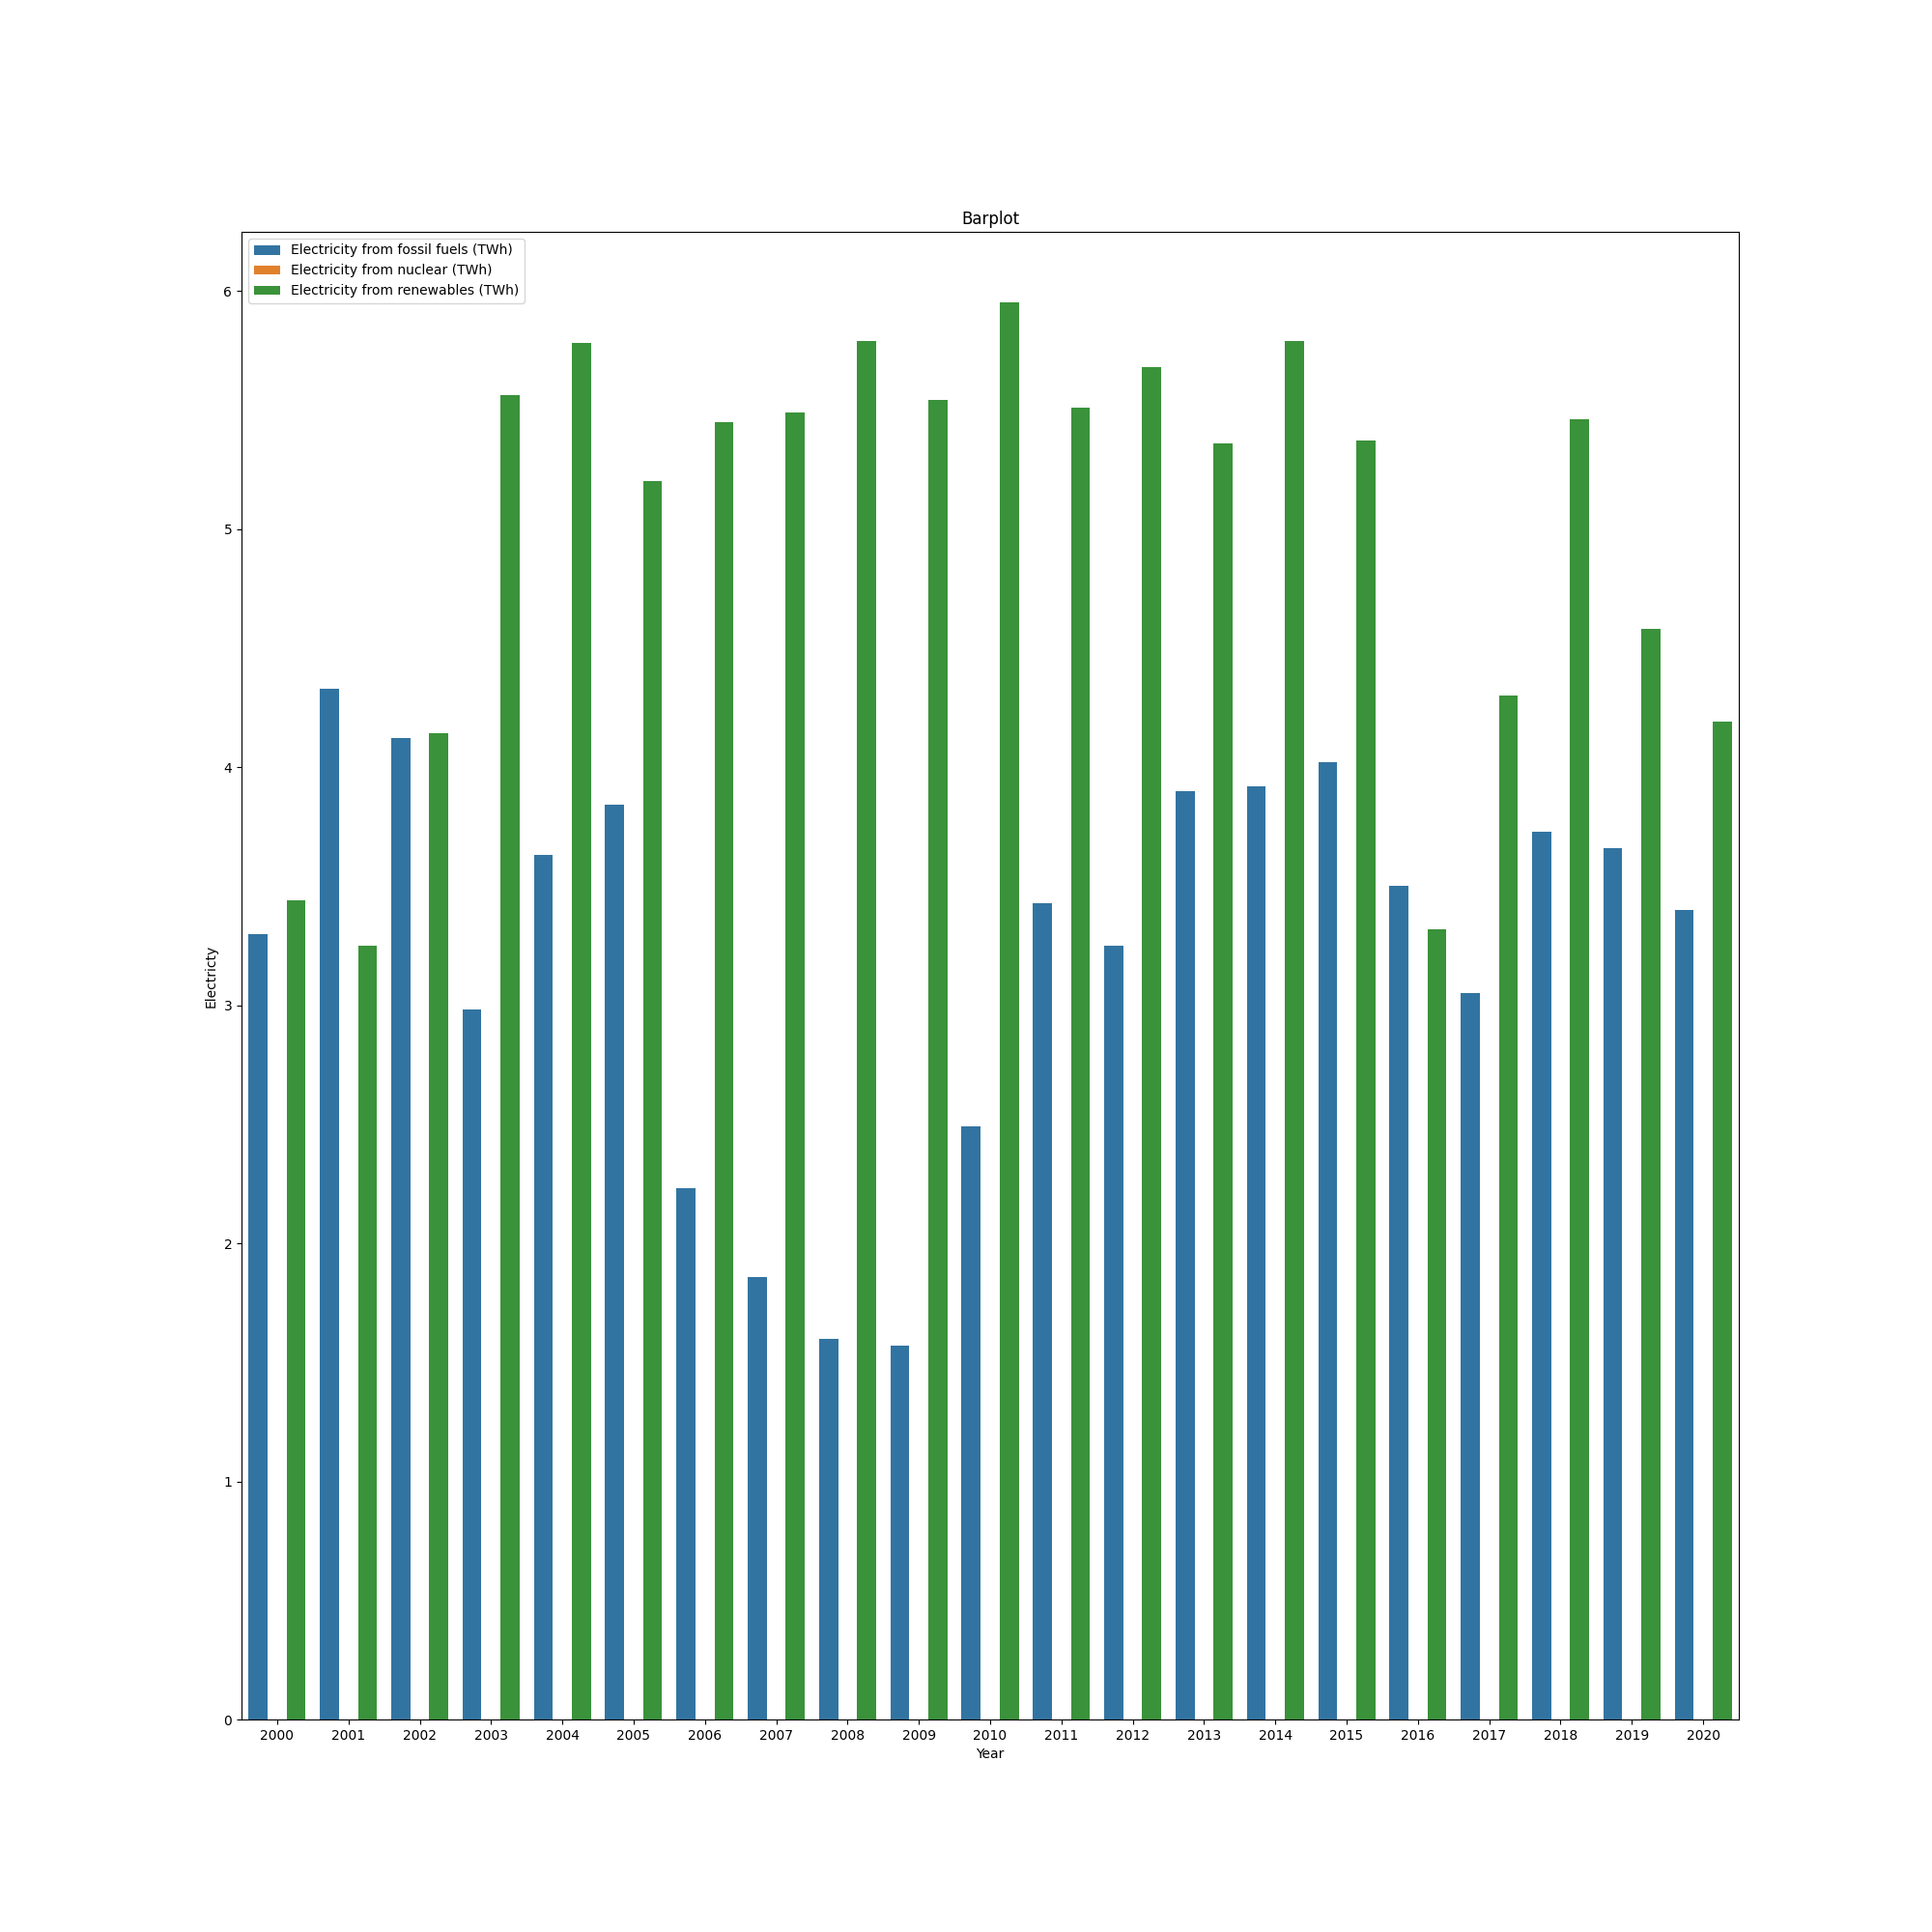 Barplot
Electricity from fossil fuels (TWh)
Electricity from nuclear (TWh)
Electricity from renewables (TWh)
6
5
4
3
2
1
0
Electricty
2000 2001 2002 2003 2004 2005 2006 2007 2008 2009 2010 2011 2012 2013 2014 2015 2016 2017 2018 2019 2020
Year